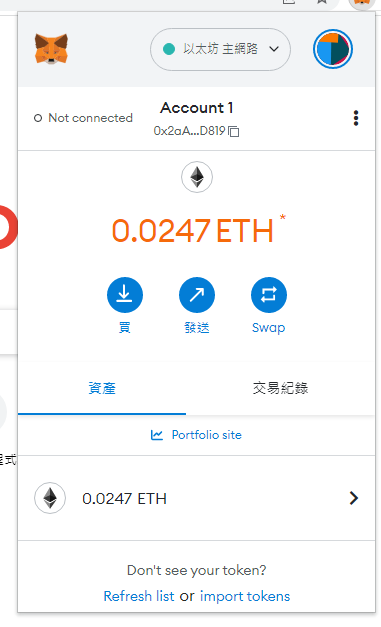 以太坊 主網路
Not connected
Account 1
0x2aA...D819
0.0247 ETH *
買
發送
Swap
資產
交易紀錄
Portfolio site
程式
0.0247 ETH
Don't see your token?
Refresh list or import tokens